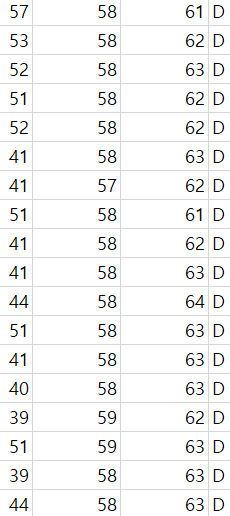 57 58 61 D
53 58 62 D
52 58 63 D
51 58 62 D
52 58 62 D
41 58 63 D
41 57 62 D
51 58 61 D
41 58 62 D
41 58 63 D
44 58 64 D
51 58 63 D
41 58 63 D
40 58 63 D
39 59 62 D
51 59 63 D
39 58 63 D
44 58 63 D